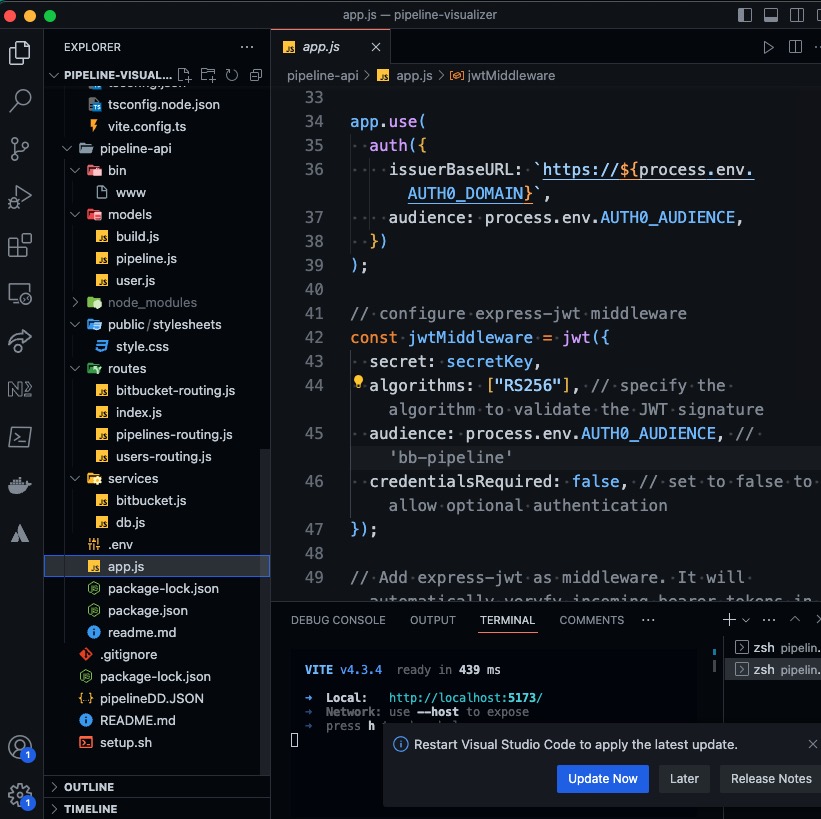 app.js — pipeline-visualizer
EXPLORER
PIPELINE-VISUAL...
tsconfig.json
tsconfig.node.json
vite.config.ts
pipeline-api
bin
www
models
build.js
pipeline.js
user.js
node_modules
public/stylesheets
style.css
routes
bitbucket-routing.js
index.js
pipelines-routing.js
users-routing.js
services
bitbucket.js
db.js
.env
app.js
package-lock.json
package.json
readme.md
.gitignore
package-lock.json
pipelineDD.JSON
README.md
setup.sh
OUTLINE
TIMELINE
1
1
app.js
pipeline-api > app.js > jwtMiddleware
33
34 app.use(
35 auth({
36 issuerBaseURL: `https://${process.env.
AUTH0_DOMAIN}`,
37 audience: process.env.AUTH0_AUDIENCE,
38 })
39 );
40
41 // configure express-jwt middleware
42 const jwtMiddleware = jwt({
43 secret: secretKey,
44 algorithms: ["RS256"], // specify the
algorithm to validate the JWT signature
45 audience: process.env.AUTH0_AUDIENCE, //
'bb-pipeline'
46 credentialsRequired: false, // set to false to
allow optional authentication
47 });
48
49 // Add express-jwt as middleware. It will
automatically veryfy incoming bearer tokens in
DEBUG CONSOLE OUTPUT TERMINAL COMMENTS
VITE v4.3.4 ready in 439 ms
➜ Local: http://localhost:5173/
➜ Network: use --host to expose
➜ press h
zsh pipelin...
zsh pipelin...
Restart Visual Studio Code to apply the latest update.
Update Now Later Release Notes